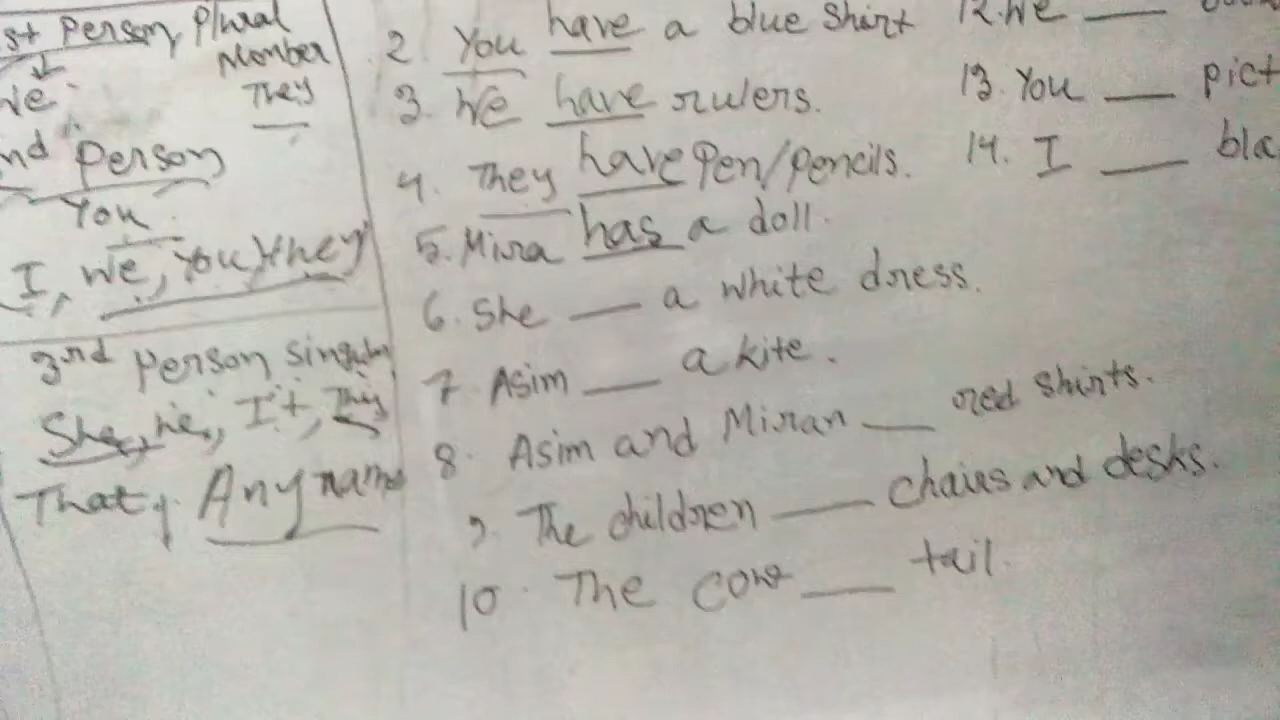 st Person, Plural
Number
We
They
nd Person
You
I, We, You, They
3rd Person
She, he, It, This
That, Any name
2 You have a blue Shirt
3. We have rulers.
4. They have Pen/Pencils.
5. Mira has a doll.
6. She ___ a white dress.
7. Asim ___ a kite.
8. Asim and Miran ___ red shirts.
9. The children ___ chairs and desks.
10. The cow ___ tail.
12. We ___
13. You ___ pict
14. I ___ bla